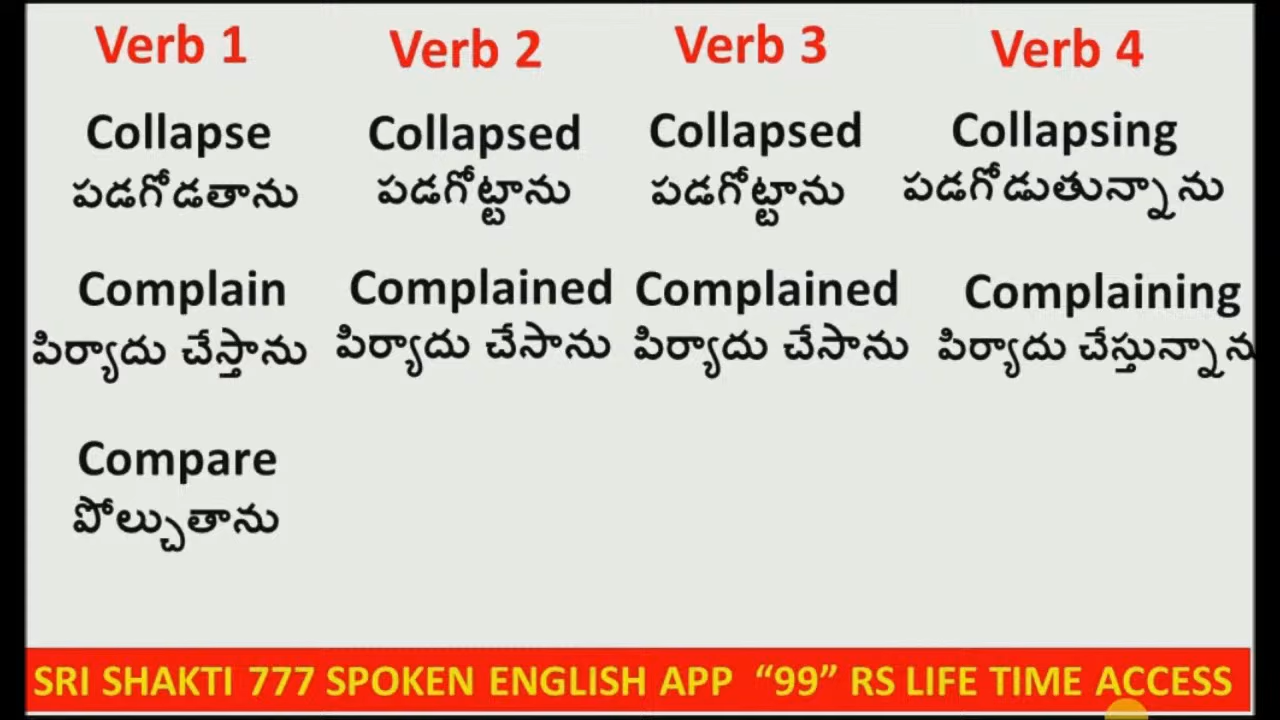 Verb 1 Verb 2 Verb 3 Verb 4
Collapse Collapsed Collapsed Collapsing
పడగోడతాను పడగోట్టాను పడగోట్టాను పడగోడుతున్నాను
Complain Complained Complained Complaining
పిర్యాదు చేస్తాను పిర్యాదు చేసాను పిర్యాదు చేసాను పిర్యాదు చేస్తున్నాను
Compare
పోల్చుతాను
SRI SHAKTI 777 SPOKEN ENGLISH APP “99” RS LIFE TIME ACCESS